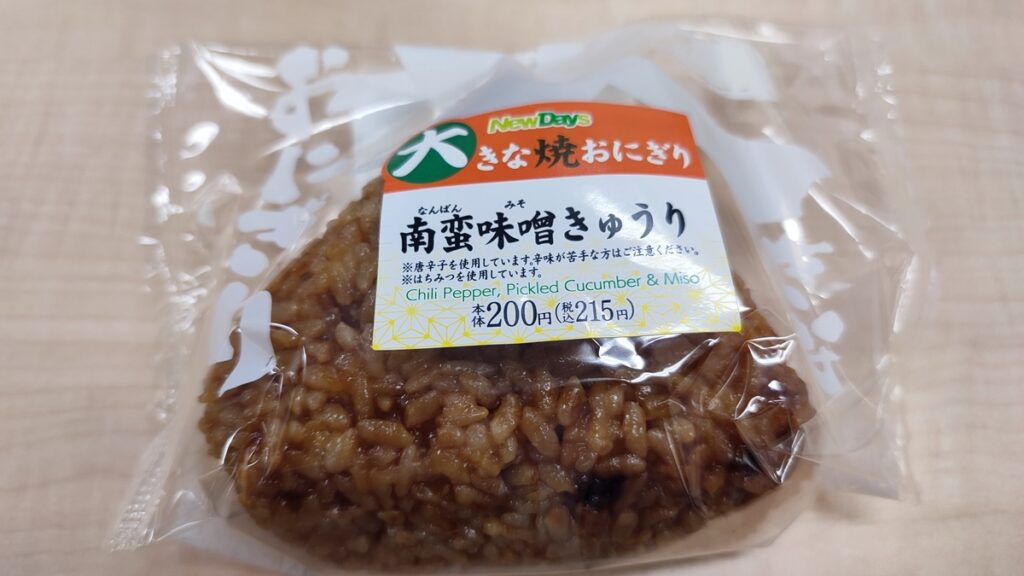 NewDays
大きな焼おにぎり
なんばん みそ
南蛮味噌きゅうり
※唐辛子を使用しています。辛味が苦手な方はご注意ください。
※はちみつを使用しています。
Chili Pepper, Pickled Cucumber & Miso
本体200円(税込215円)
おにぎり